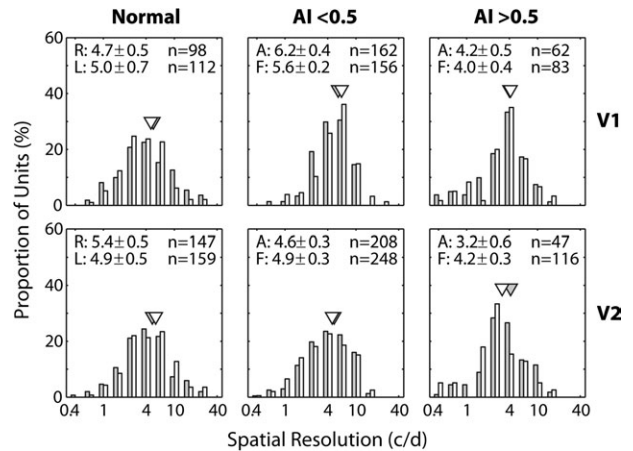 Normal AI <0.5 AI >0.5
Proportion of Units (%)
60
40
20
0
R: 4.7±0.5 n=98
L: 5.0±0.7 n=112
A: 6.2±0.4 n=162
F: 5.6±0.2 n=156
A: 4.2±0.5 n=62
F: 4.0±0.4 n=83
V1
60
40
20
0
R: 5.4±0.5 n=147
L: 4.9±0.5 n=159
A: 4.6±0.3 n=208
F: 4.9±0.3 n=248
A: 3.2±0.6 n=47
F: 4.2±0.3 n=116
V2
0.4 1 4 10 40 0.4 1 4 10 40 0.4 1 4 10 40
Spatial Resolution (c/d)